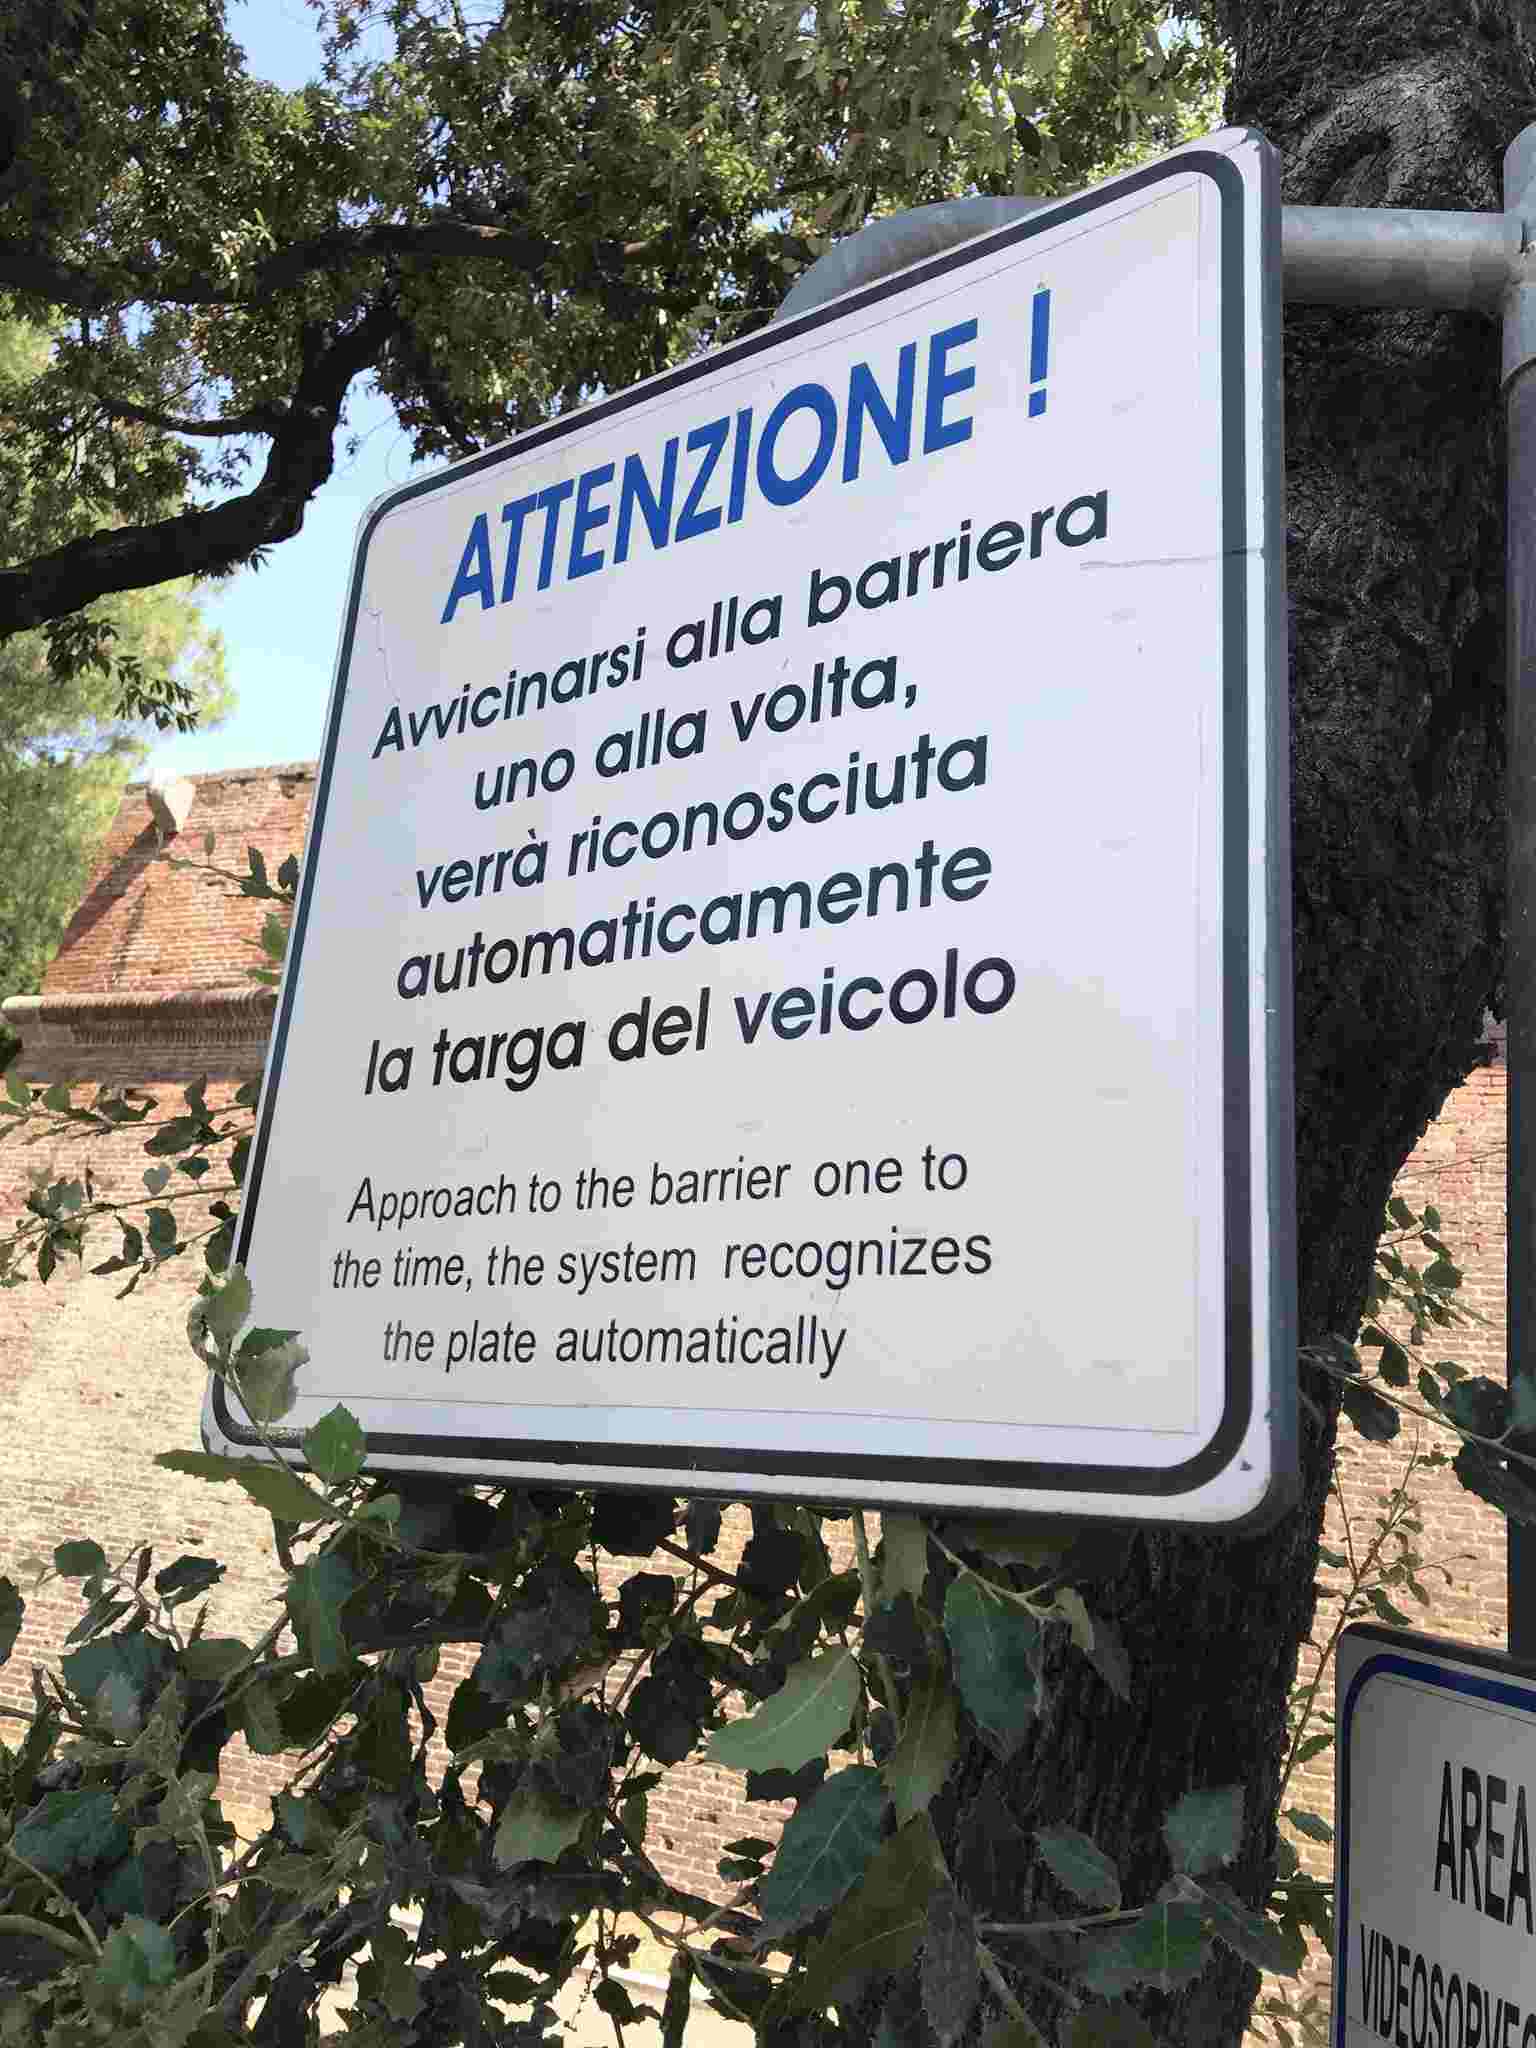 ATTENZIONE !
Avvicinarsi alla barriera
uno alla volta,
verrà riconosciuta
automaticamente
la targa del veicolo
Approach to the barrier one to
the time, the system recognizes
the plate automatically
AREA